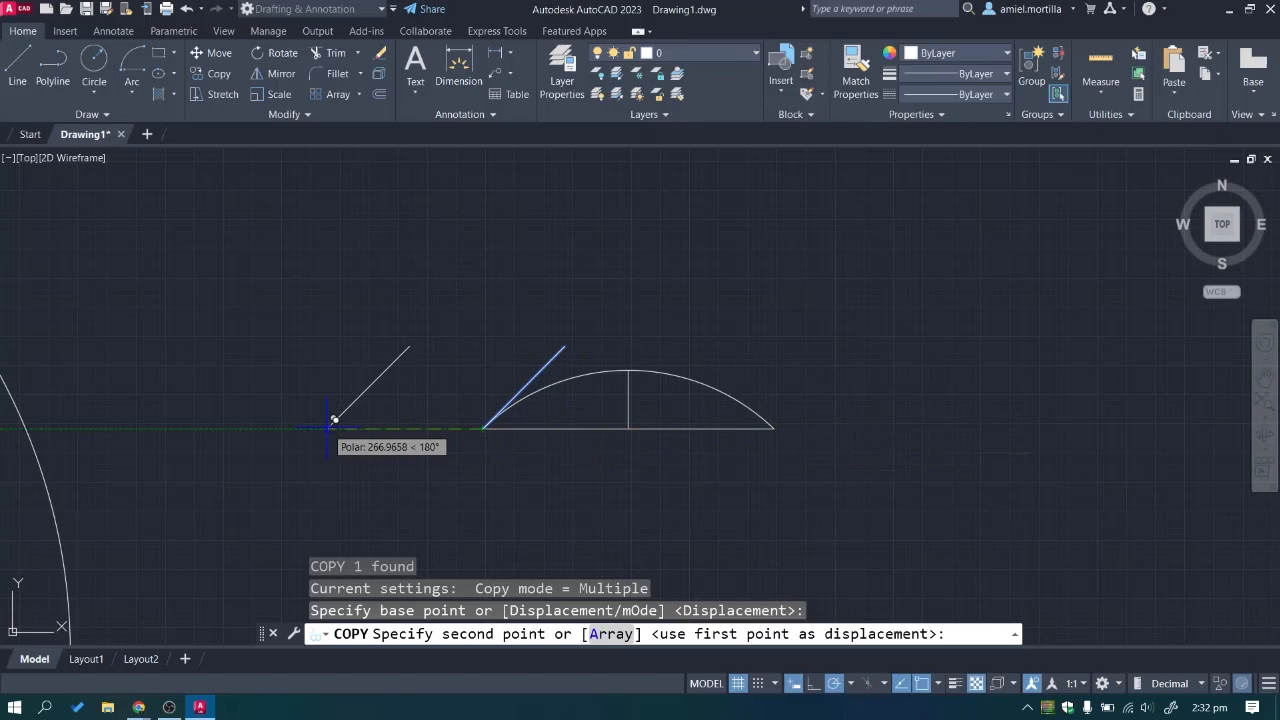 CAD
Drafting & Annotation
Share
Autodesk AutoCAD 2023 Drawing1.dwg
Type a keyword or phrase
amiel.mortilla
Home Insert Annotate Parametric View Manage Output Add-ins Collaborate Express Tools Featured Apps
Line
Polyline
Circle
Arc
Move
Copy
Stretch
Rotate
Mirror
Scale
Trim
Fillet
Array
Text
Dimension
Table
Layer
Properties
0
Insert
Match
Properties
ByLayer
ByLayer
ByLayer
Group
Measure
Paste
Base
Draw
Modify
Annotation
Layers
Block
Properties
Groups
Utilities
Clipboard
View
Start
Drawing1*
[−][Top][2D Wireframe]
N
W
TOP
E
S
WCS
Polar: 266.9658 < 180°
COPY 1 found
Current settings: Copy mode = Multiple
Specify base point or [Displacement/mOde] <Displacement>:
COPY Specify second point or [Array] <use first point as displacement>:
Y
X
Model Layout1 Layout2
MODEL
1:1
Decimal
2:32 pm